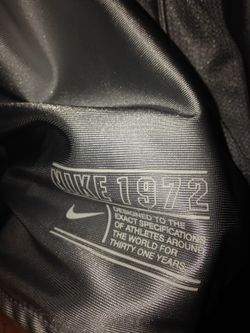 NIKE 1972
DESIGNED TO THE
EXACT SPECIFICATIONS
OF ATHLETES AROUND
THE WORLD FOR
THIRTY ONE YEARS.